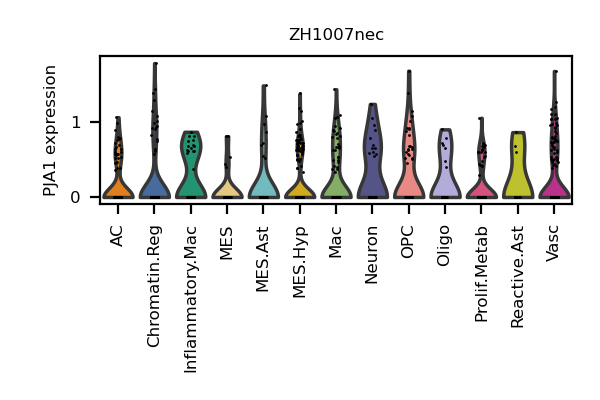 ZH1007nec
PJA1 expression
1
0
AC
Chromatin.Reg
Inflammatory.Mac
MES
MES.Ast
MES.Hyp
Mac
Neuron
OPC
Oligo
Prolif.Metab
Reactive.Ast
Vasc